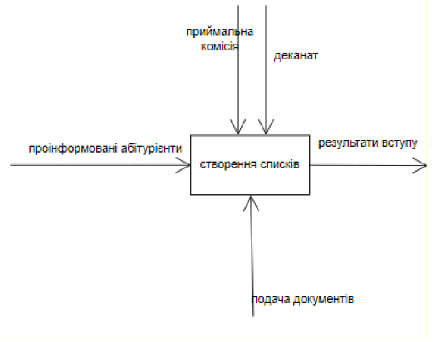 приймальна
комісія
деканат
проінформовані абітурієнти
створення списків
результати вступу
подача документів